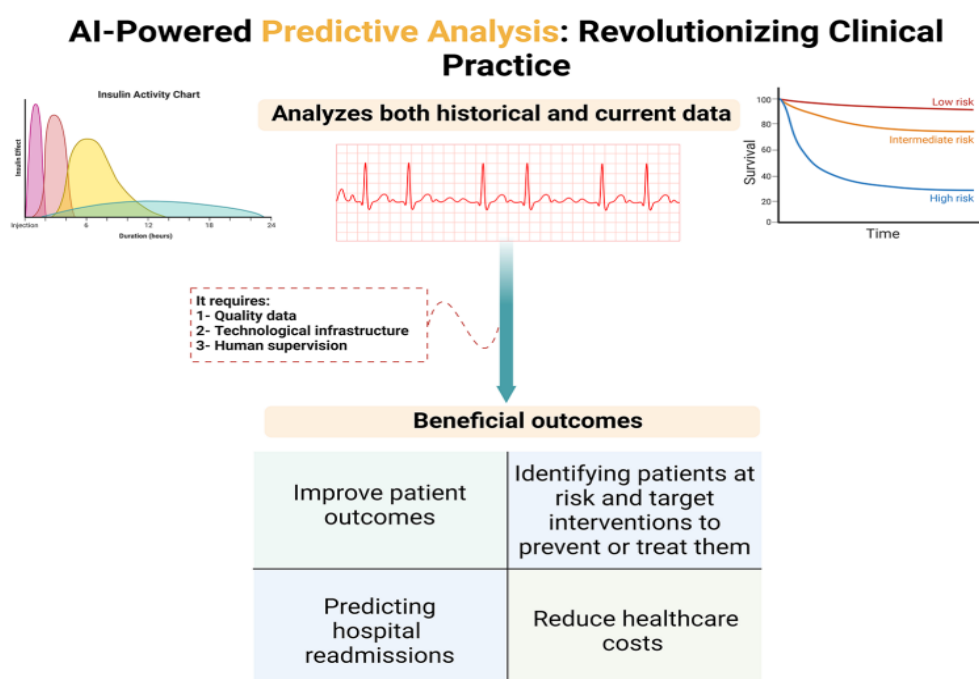 AI-Powered Predictive Analysis: Revolutionizing Clinical
Practice
Insulin Activity Chart
Insulin Effect
Injection
6
12
18
24
Duration (hours)
Analyzes both historical and current data
100
80
60
40
20
0
Survival
Time
Low risk
Intermediate risk
High risk
It requires:
1- Quality data
2- Technological infrastructure
3- Human supervision
Beneficial outcomes
Improve patient
outcomes
Identifying patients at
risk and target
interventions to
prevent or treat them
Predicting
hospital
readmissions
Reduce healthcare
costs